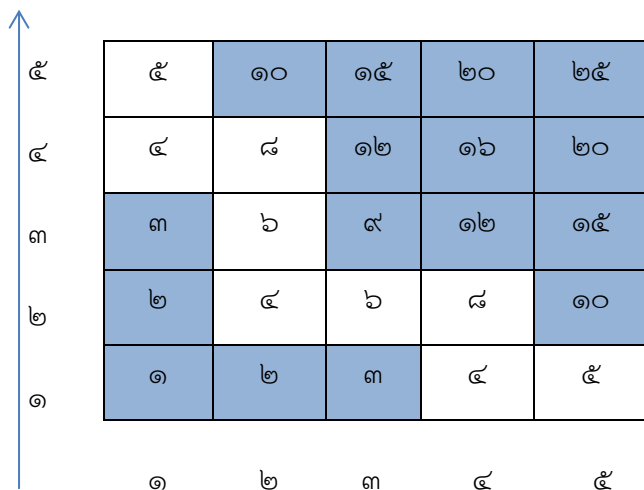 ๕ ๕ ๑๐ ๑๕ ๒๐ ๒๕
๔ ๔ ๘ ๑๒ ๑๖ ๒๐
๓ ๓ ๖ ๙ ๑๒ ๑๕
๒ ๒ ๔ ๖ ๘ ๑๐
๑ ๑ ๒ ๓ ๔ ๕
๑ ๒ ๓ ๔ ๕